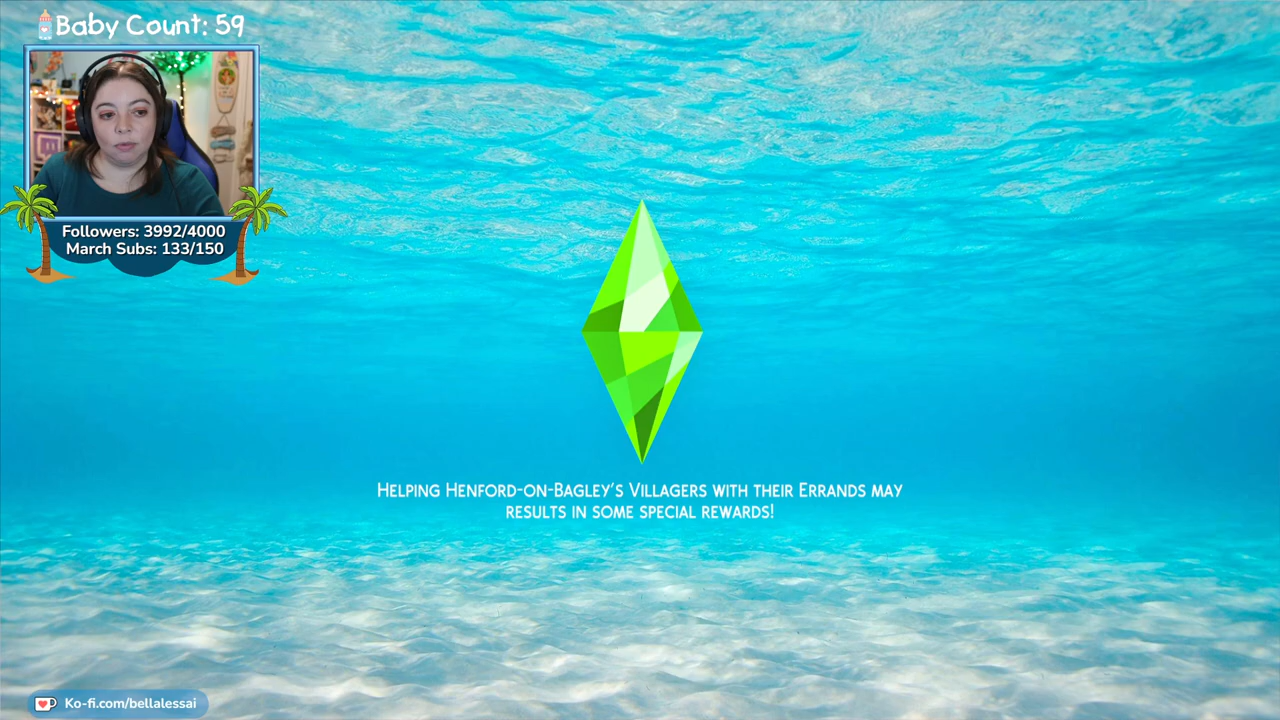 Baby Count: 59
Followers: 3992/4000
March Subs: 133/150
Helping Henford-on-Bagley's Villagers with their Errands may
results in some special rewards!
Ko-fi.com/bellalessai